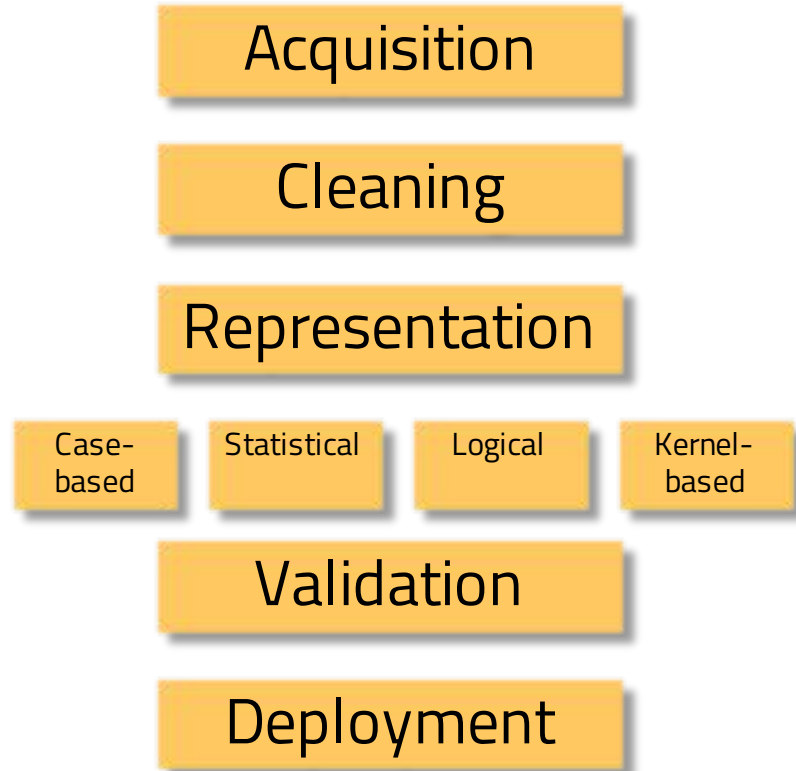 Acquisition
Cleaning
Representation
Case-
based
Statistical
Logical
Kernel-
based
Validation
Deployment